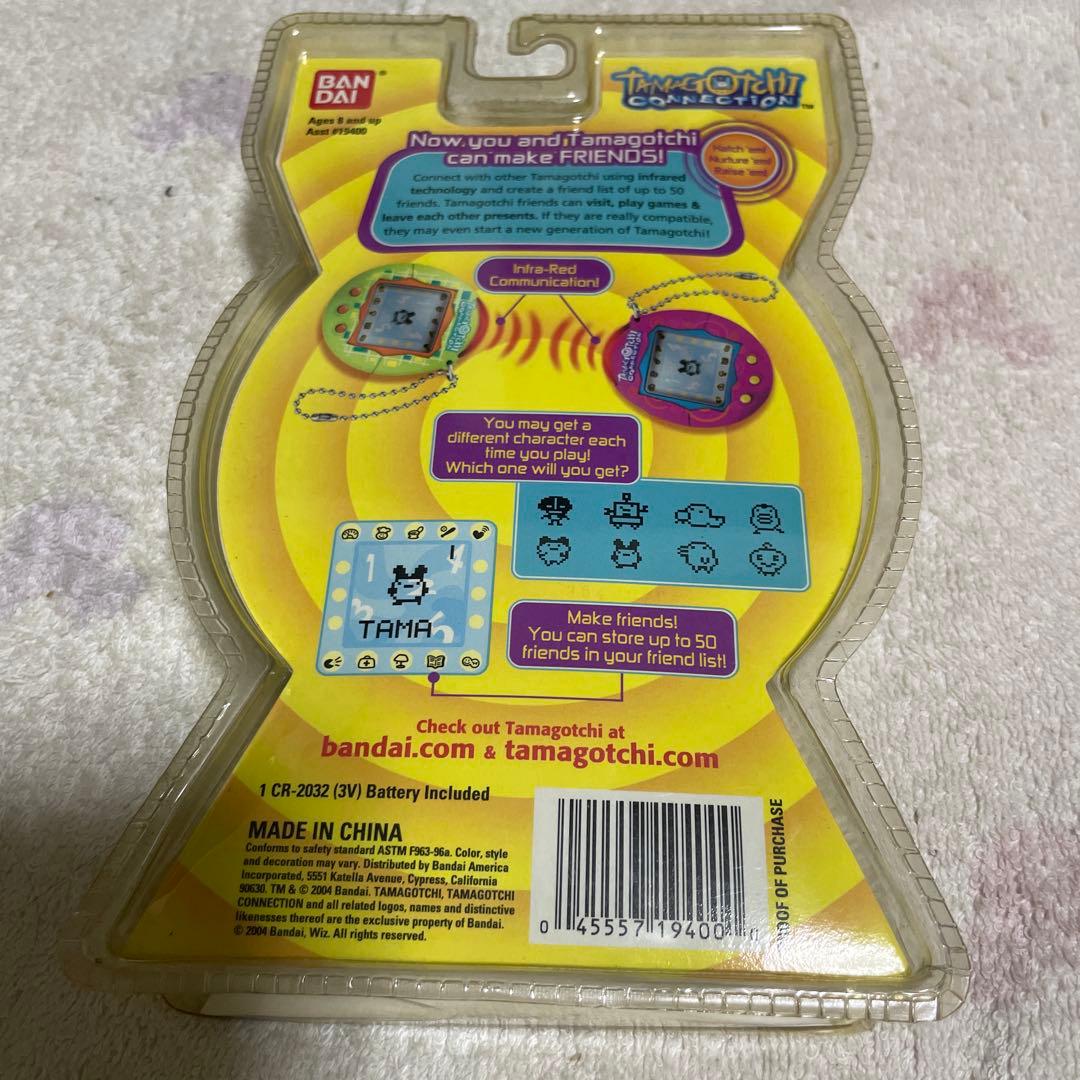 BAN
DAI
®
Ages 8 and up
Asst #19400
TAMAGOTCHI
CONNECTION™
Now, you and Tamagotchi
can make FRIENDS!
Hatch 'em!
Nurture 'em!
Raise 'em!
Connect with other Tamagotchi using infrared
technology and create a friend list of up to 50
friends. Tamagotchi friends can visit, play games &
leave each other presents. If they are really compatible,
they may even start a new generation of Tamagotchi!
Infra-Red
Communication!
TAMAGOTCHI
CONNECTION
You may get a
different character each
time you play!
Which one will you get?
1
4
3
5
TAMA
Make friends!
You can store up to 50
friends in your friend list!
Check out Tamagotchi at
bandai.com & tamagotchi.com
1 CR-2032 (3V) Battery Included
MADE IN CHINA
Conforms to safety standard ASTM F963-96a. Color, style
and decoration may vary. Distributed by Bandai America
Incorporated, 5551 Katella Avenue, Cypress, California
90630. TM & © 2004 Bandai. TAMAGOTCHI, TAMAGOTCHI
CONNECTION and all related logos, names and distinctive
likenesses thereof are the exclusive property of Bandai.
© 2004 Bandai, Wiz. All rights reserved.
0 45557 19400
OF PURCHASE